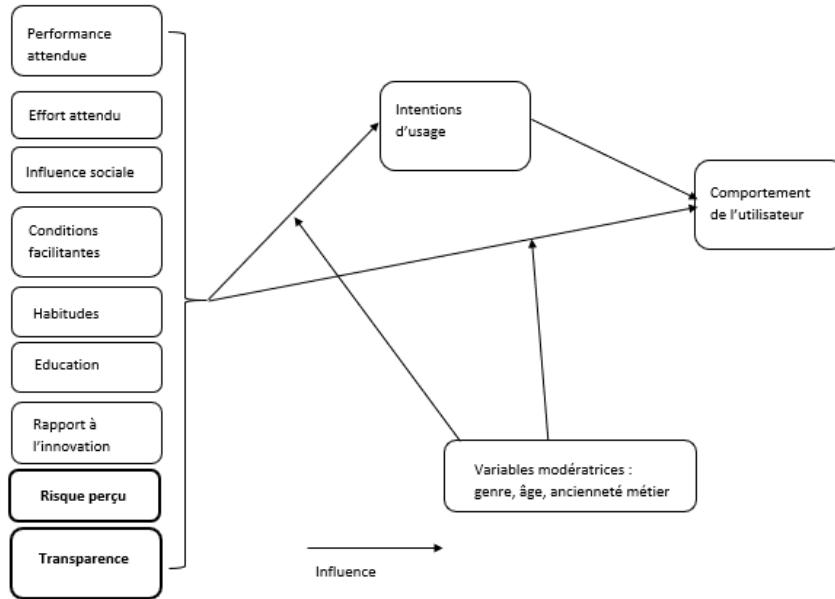 Performance
attendue
Effort attendu
Influence sociale
Conditions
facilitantes
Habitudes
Education
Rapport à
l'innovation
Risque perçu
Transparence
Intentions
d'usage
Comportement
de l'utilisateur
Variables modératrices :
genre, âge, ancienneté métier
Influence